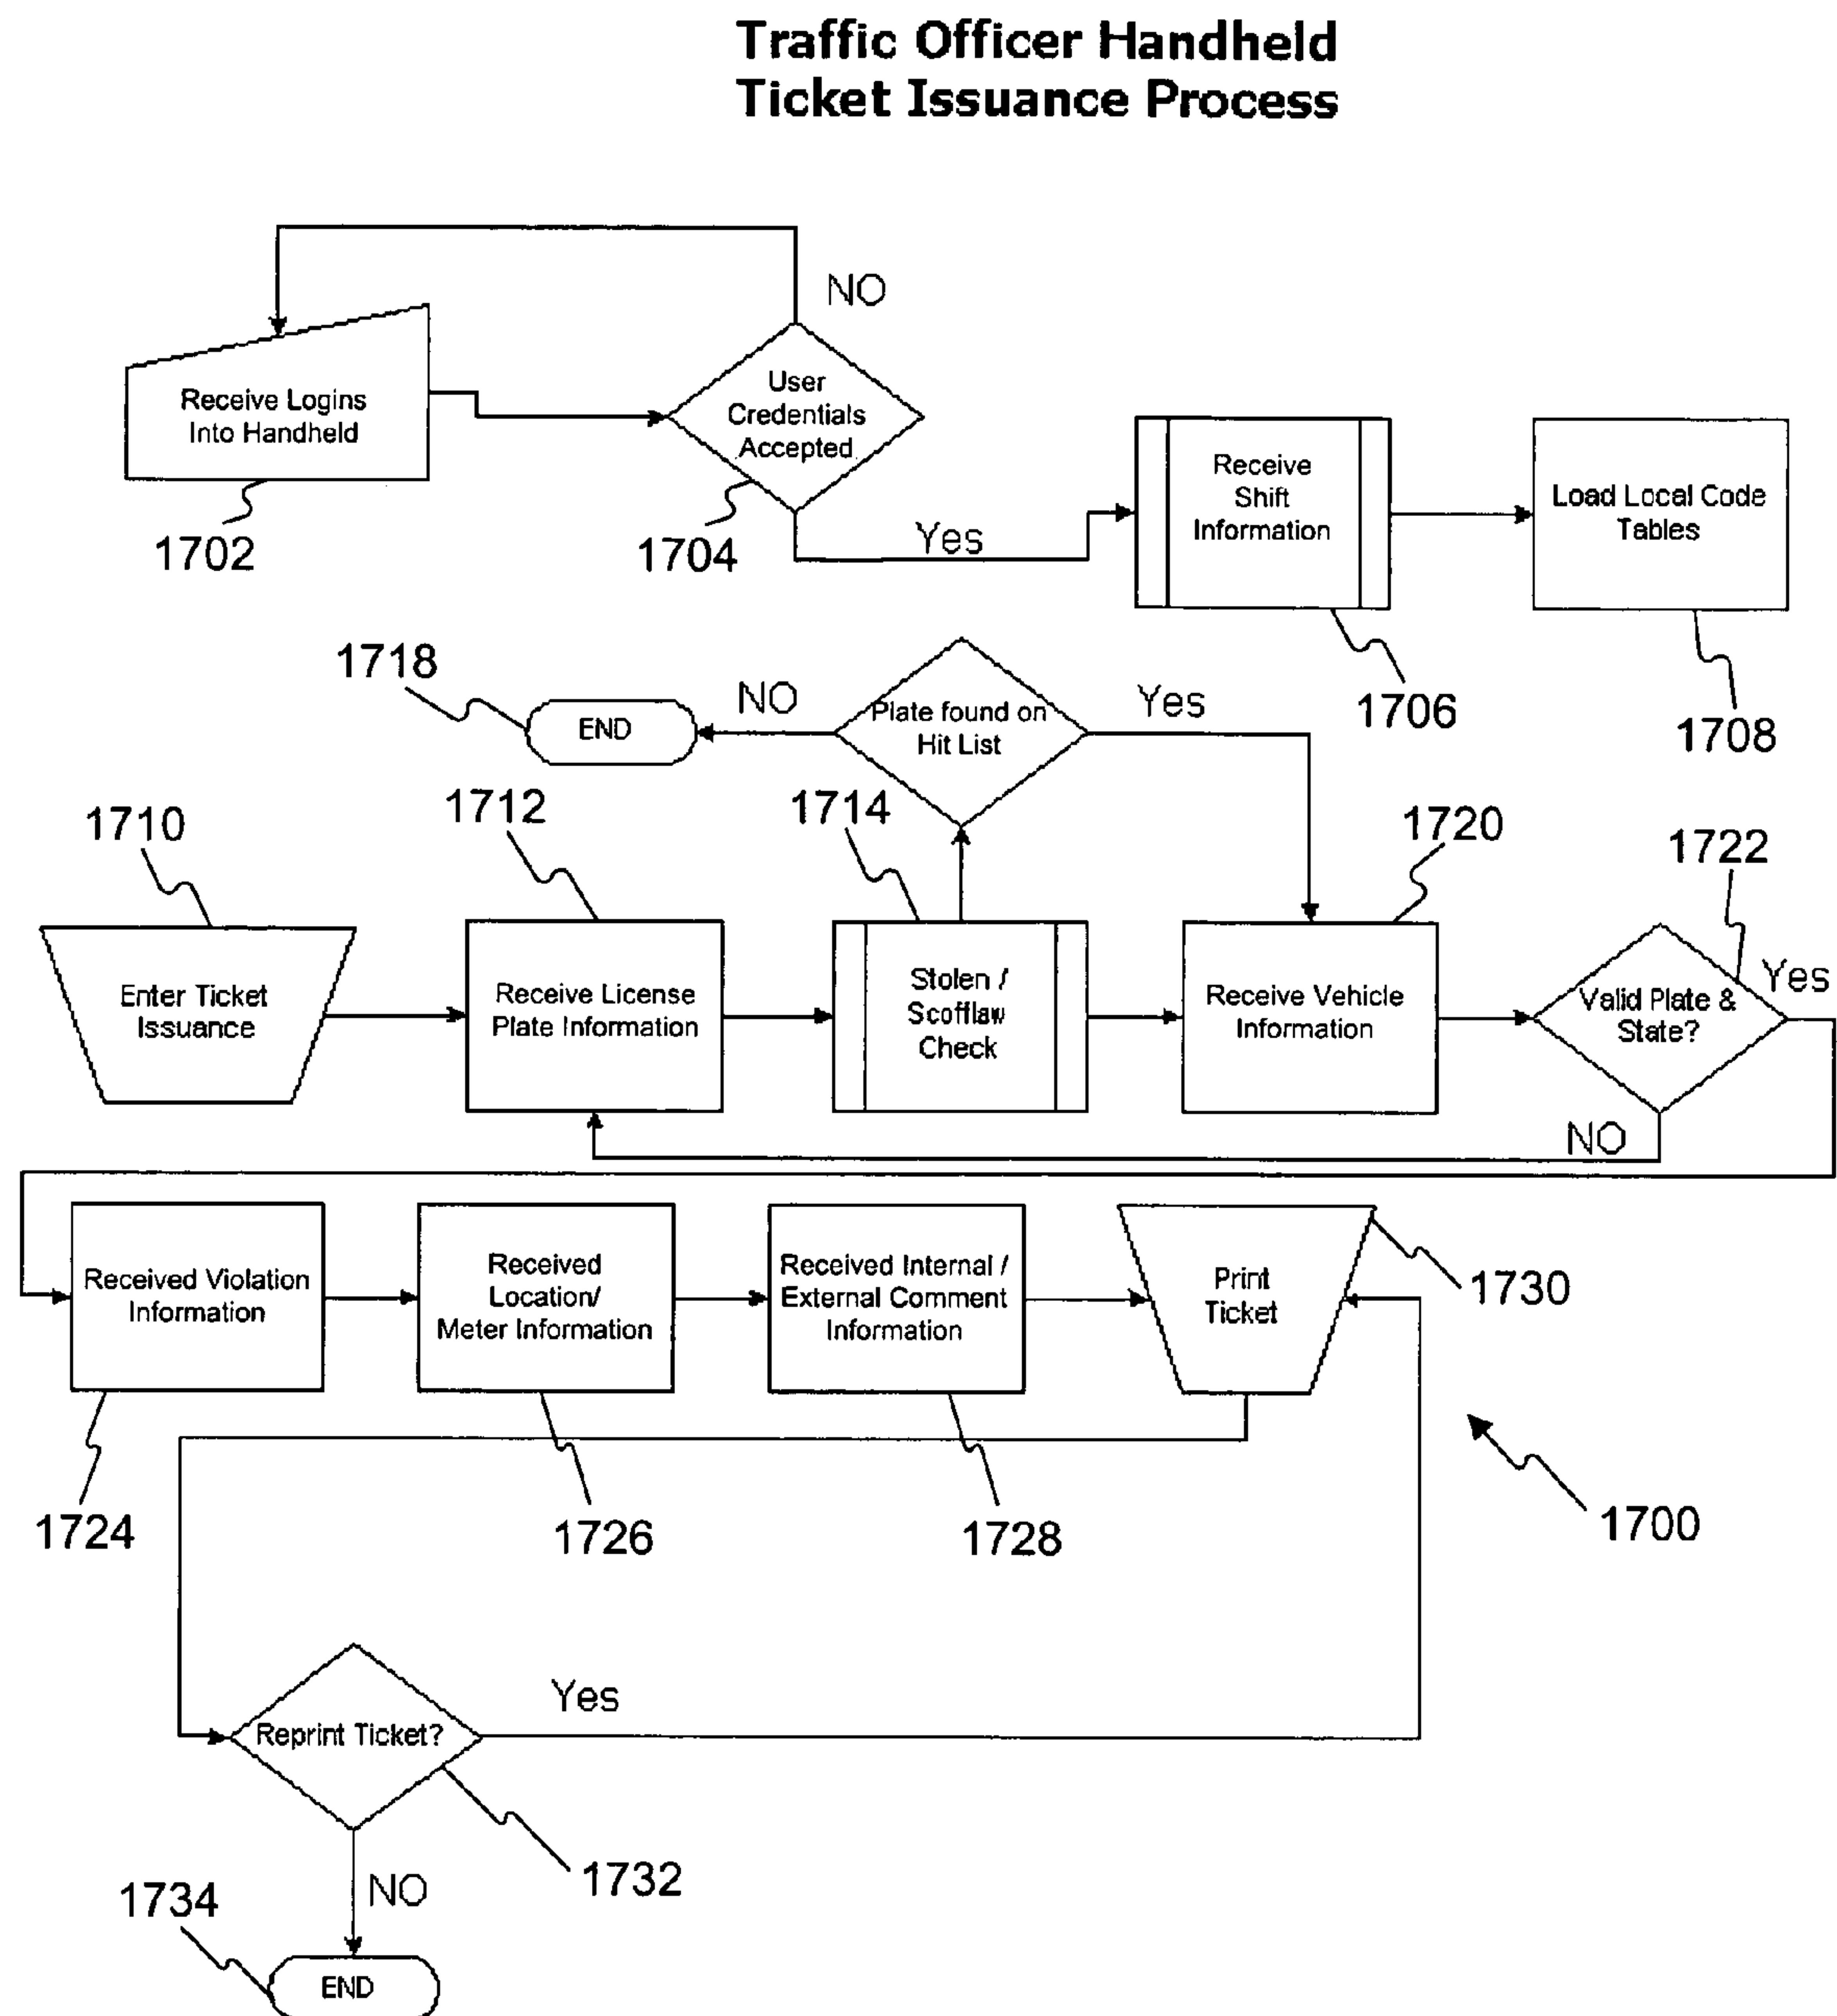 Traffic Officer Handheld
Ticket Issuance Process
NO
Receive Logins
Into Handheld
User
Credentials
Accepted
Receive
Shift
Information
Load Local Code
Tables
Yes
1702
1704
1706
1708
1718
END
NO
Plate found on
Hit List
Yes
1710
1712
1714
1720
1722
Enter Ticket
Issuance
Receive License
Plate Information
Stolen /
Scofflaw
Check
Receive Vehicle
Information
Valid Plate &
State?
Yes
NO
Received Violation
Information
Received
Location/
Meter Information
Received Internal /
External Comment
Information
Print
Ticket
1730
1724
1726
1728
1700
Reprint Ticket?
Yes
1732
NO
1734
END